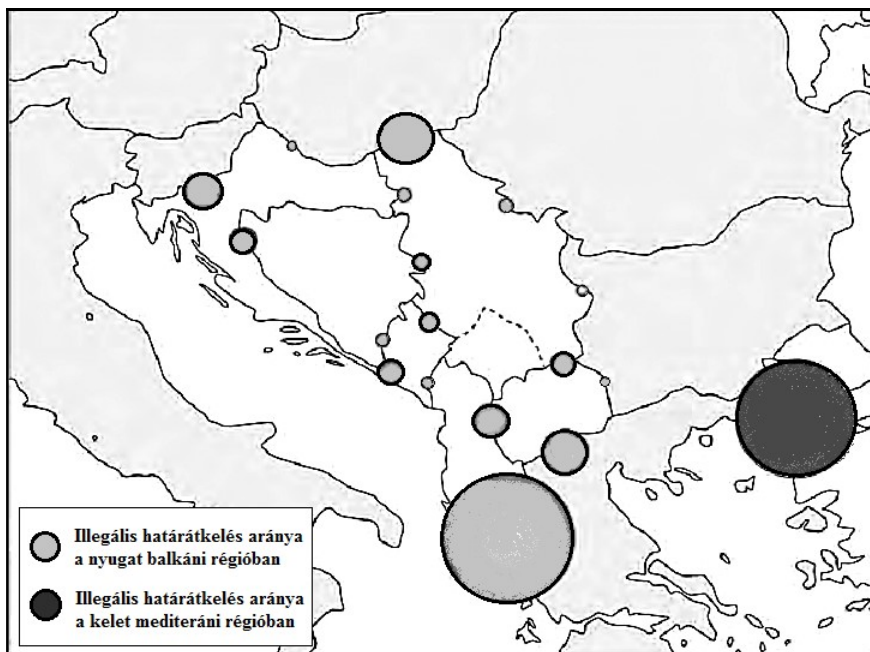 Illegális határátkelés aránya
a nyugat balkáni régióban
Illegális határátkelés aránya
a kelet mediteráni régióban